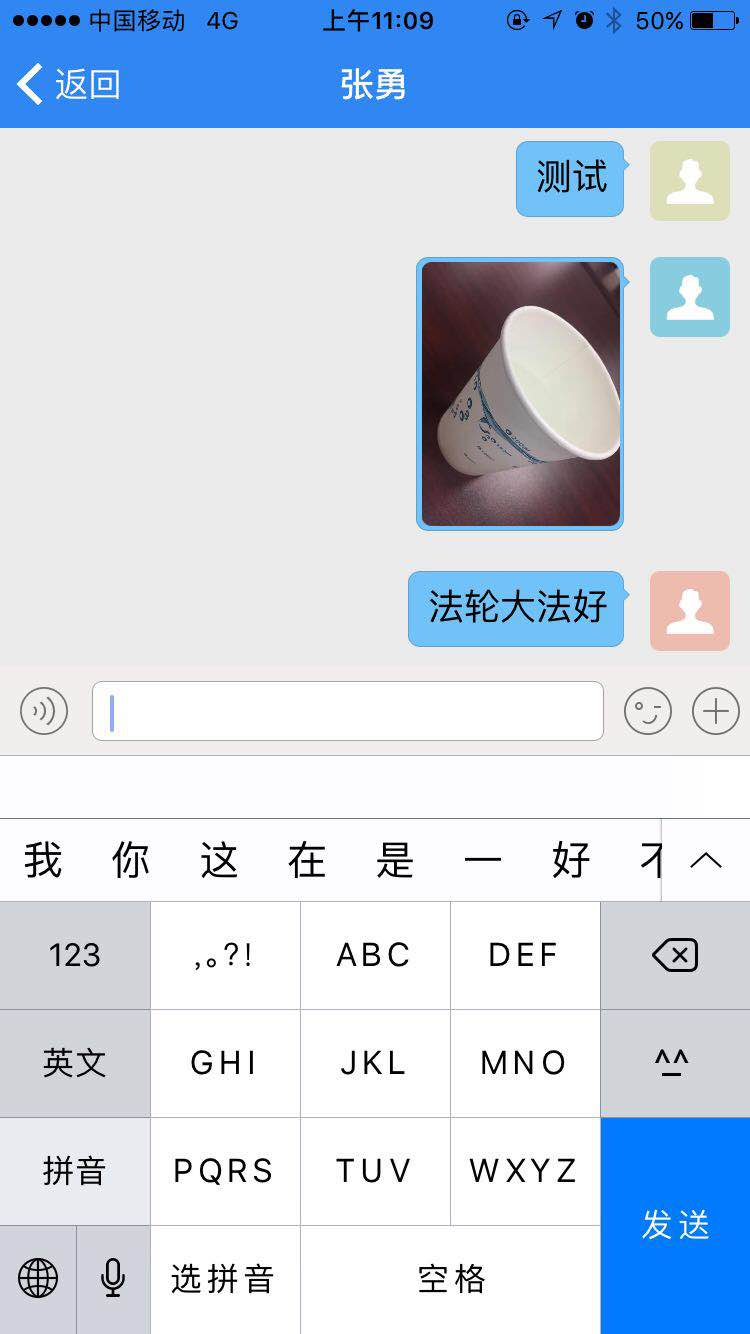 中国移动 4G 上午11:09 50%
返回 张勇
测试
法轮大法好
我 你 这 在 是 一 好
123 ,。?! ABC DEF
英文 GHI JKL MNO ^^
拼音 PQRS TUV WXYZ
发送
选拼音 空格